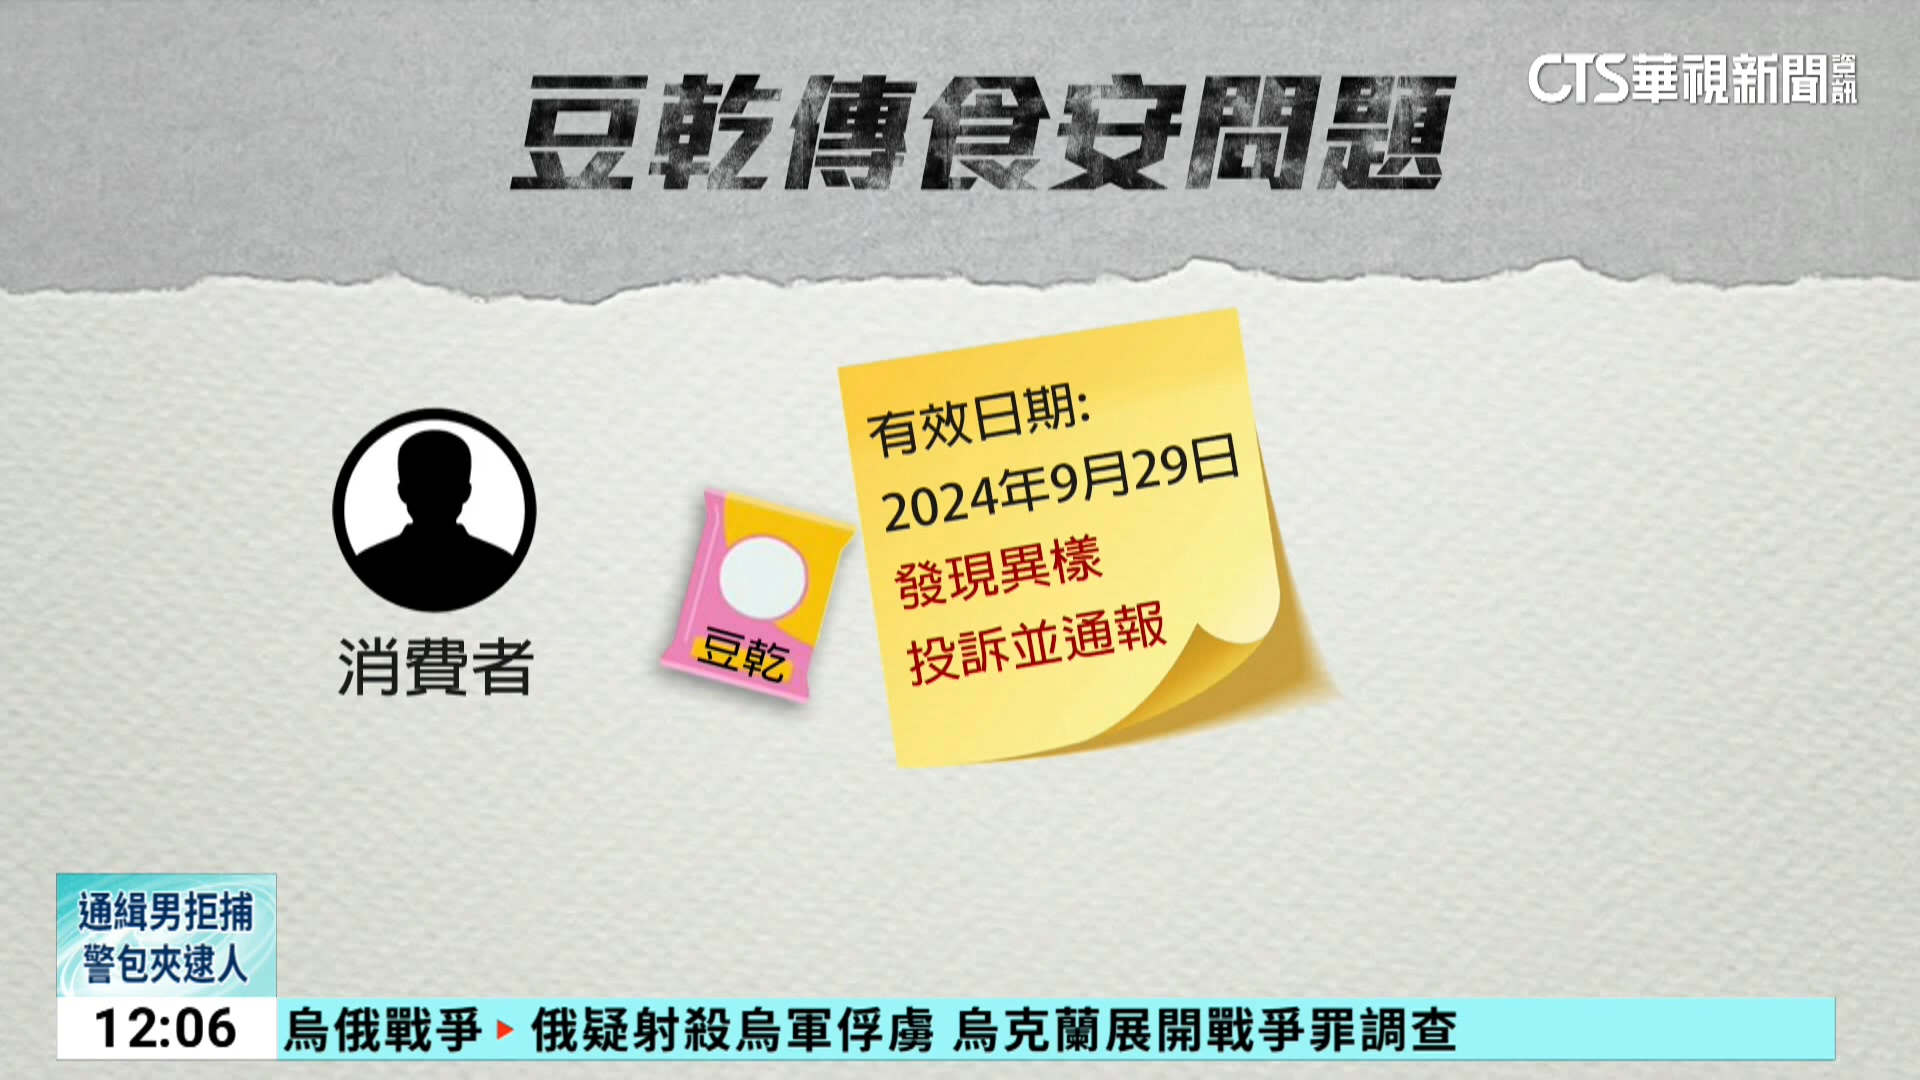 豆乾傳食安問題
CTS華視新聞資訊
有效日期:
2024年9月29日
發現異樣
投訴並通報
豆乾
消費者
通緝男拒捕
警包夾逮人
12:06
烏俄戰爭▶俄疑射殺烏軍俘虜 烏克蘭展開戰爭罪調查